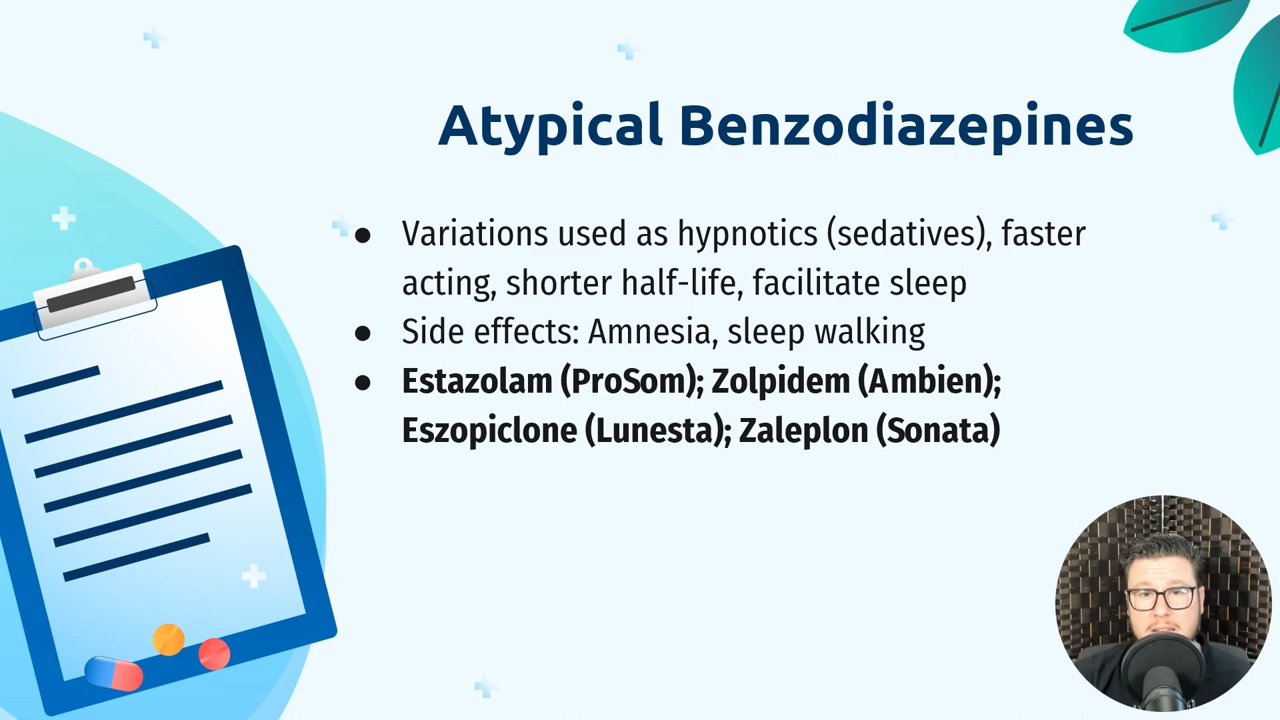 Atypical Benzodiazepines
● Variations used as hypnotics (sedatives), faster
acting, shorter half-life, facilitate sleep
● Side effects: Amnesia, sleep walking
● Estazolam (ProSom); Zolpidem (Ambien);
Eszopiclone (Lunesta); Zaleplon (Sonata)